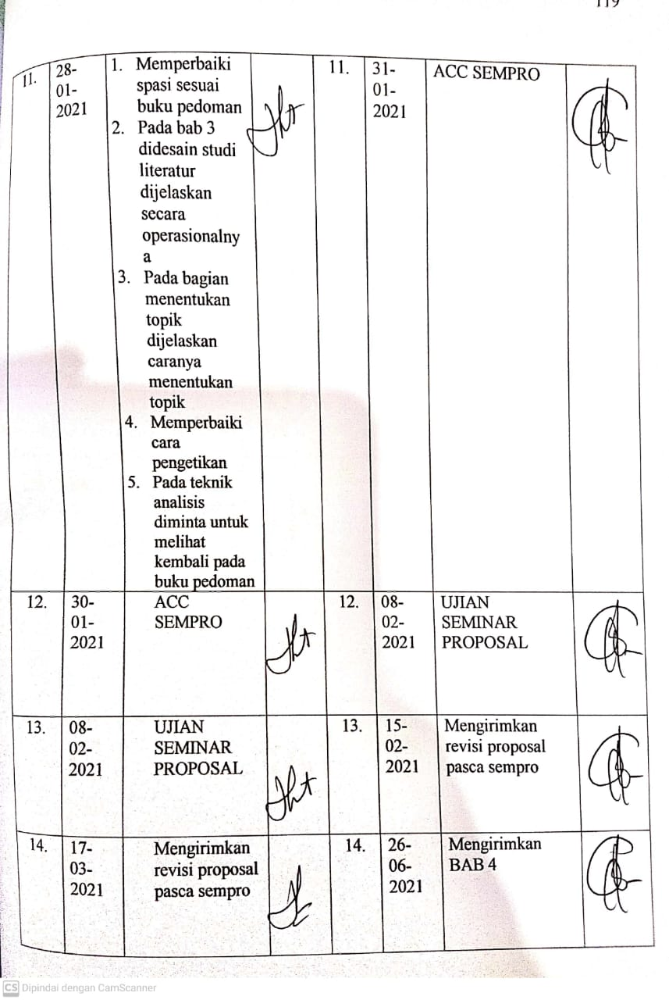 119
11.
28-
01-
2021
1. Memperbaiki
spasi sesuai
buku pedoman
2. Pada bab 3
didesain studi
literatur
dijelaskan
secara
operasionalny
a
3. Pada bagian
menentukan
topik
dijelaskan
caranya
menentukan
topik
4. Memperbaiki
cara
pengetikan
5. Pada teknik
analisis
diminta untuk
melihat
kembali pada
buku pedoman
11.
31-
01-
2021
ACC SEMPRO
12.
30-
01-
2021
ACC
SEMPRO
12.
08-
02-
2021
UJIAN
SEMINAR
PROPOSAL
13.
08-
02-
2021
UJIAN
SEMINAR
PROPOSAL
13.
15-
02-
2021
Mengirimkan
revisi proposal
pasca sempro
14.
17-
03-
2021
Mengirimkan
revisi proposal
pasca sempro
14.
26-
06-
2021
Mengirimkan
BAB 4
CS Dipindai dengan CamScanner